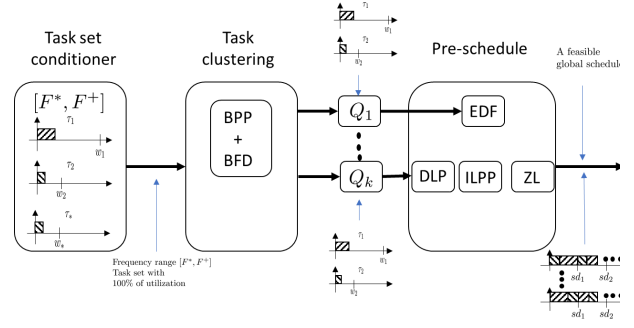 Task set
conditioner
Task
clustering
Pre-schedule
A feasible
global schedule
[F*, F⁺]
τ₁
w₁
τ₂
w₂
τ*
w*
BPP
+
BFD
τ₁
w₁
τ₂
w₂
Q₁
Qₖ
EDF
DLP
ILPP
ZL
τ₁
w₁
τ₂
w₂
Frequency range [F*, F⁺]
Task set with
100% of utilization
sd₁ sd₂
sd₁ sd₂